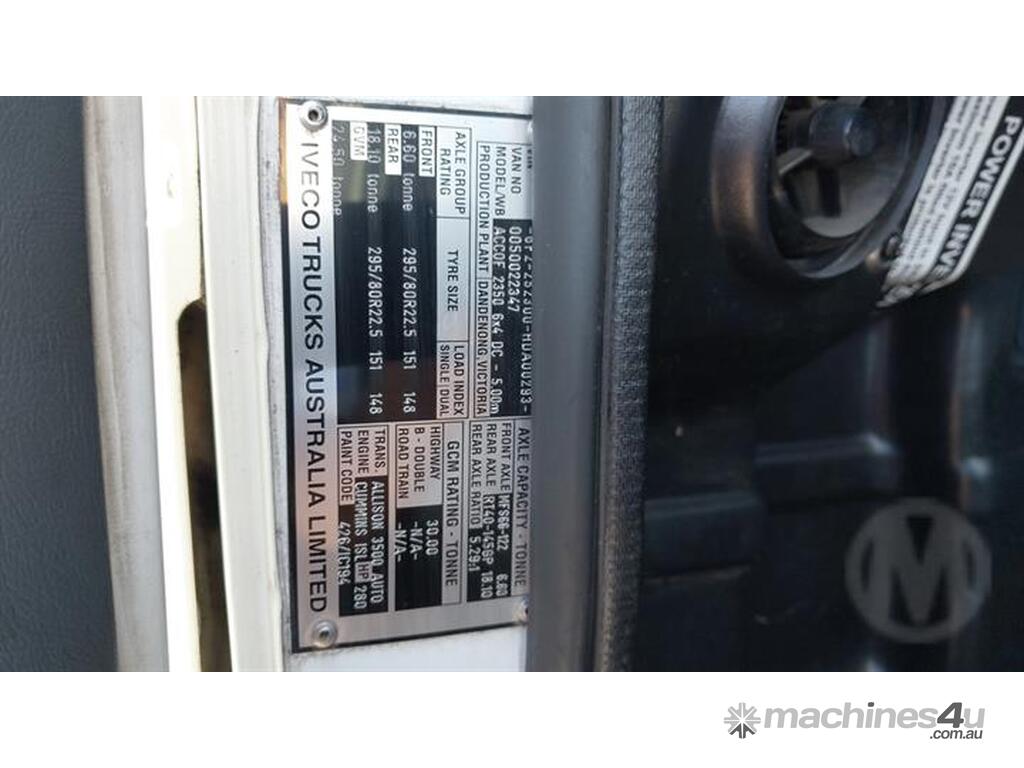 VAN NO 0050022347
MODEL/WB ACCOF 2350 6x4 DC - 5.00m
PRODUCTION PLANT DANDENONG, VICTORIA
AXLE GROUP RATING TYRE SIZE LOAD INDEX SINGLE DUAL
FRONT
6.60 tonne 295/80R22.5 151 148
REAR
18.10 tonne 295/80R22.5 151 148
GVM
24.50 tonne
AXLE CAPACITY - TONNE
FRONT AXLE MFS66-122 6.60
REAR AXLE RT40-145GP 18.10
REAR AXLE RATIO 5.29:1
GCM RATING - TONNE
HIGHWAY 30.00
B - DOUBLE -N/A-
ROAD TRAIN -N/A-
TRANS. ALLISON 3500 AUTO
ENGINE CUMMINS ISL HP 280
PAINT CODE 426/IC194
IVECO TRUCKS AUSTRALIA LIMITED
POWER
M
machines4u
.com.au